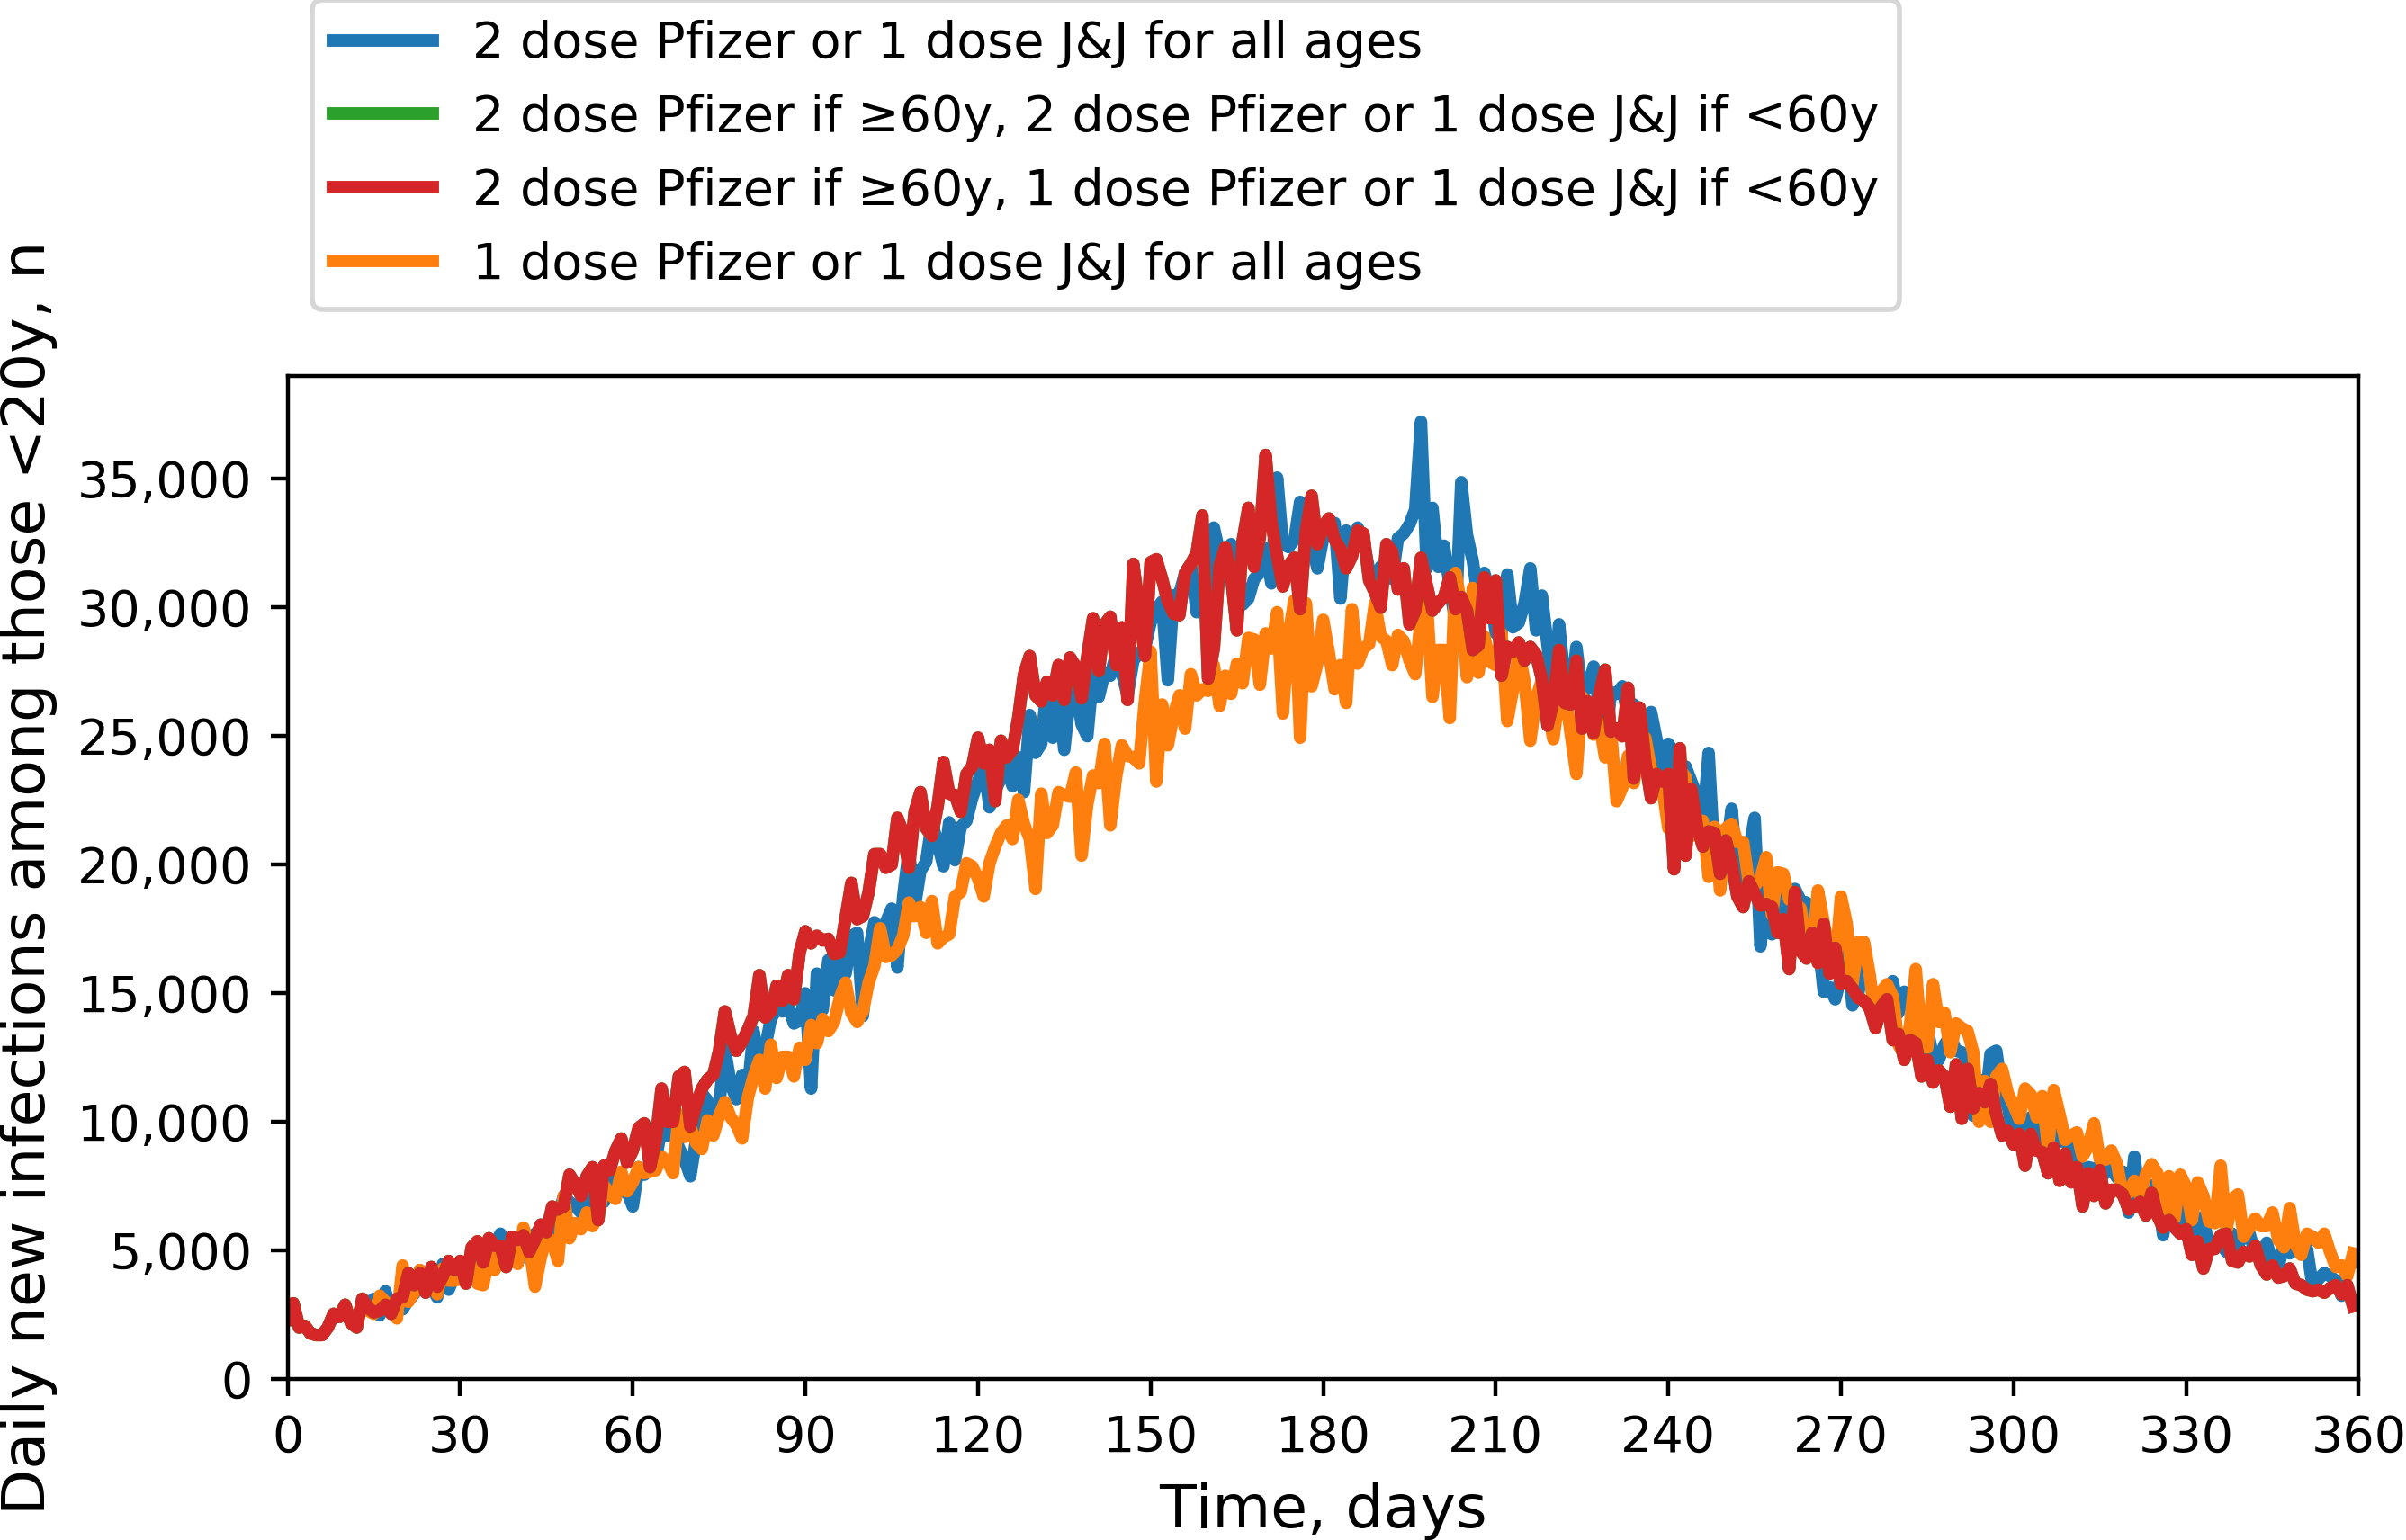 2 dose Pfizer or 1 dose J&J for all ages
2 dose Pfizer if ≥60y, 2 dose Pfizer or 1 dose J&J if <60y
2 dose Pfizer if ≥60y, 1 dose Pfizer or 1 dose J&J if <60y
1 dose Pfizer or 1 dose J&J for all ages
Daily new infections among those <20y, n
35,000
30,000
25,000
20,000
15,000
10,000
5,000
0
0 30 60 90 120 150 180 210 240 270 300 330 360
Time, days